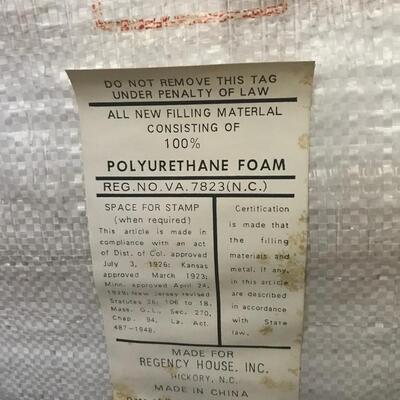 DO NOT REMOVE THIS TAG
UNDER PENALTY OF LAW
ALL NEW FILLING MATERLAL
CONSISTING OF
100%
POLYURETHANE FOAM
REG.NO.VA.7823(N.C.)
SPACE FOR STAMP
(when required)
This article is made in
compliance with an act
of Dist. of Col. approved
July 3, 1926; Kansas
approved March 1923;
Minn. approved April 24,
1929; New Jersey revised
Statutes 26; 106 to 18,
Mass. G.L., Sec. 270,
Chap. 94, La. Act.
487-1948.
Certification
is made that
the filling
materials and
metal, if any,
in this article
are described
in accordance
with State
law.
MADE FOR
REGENCY HOUSE, INC.
HICKORY, N.C.
MADE IN CHINA
Date of